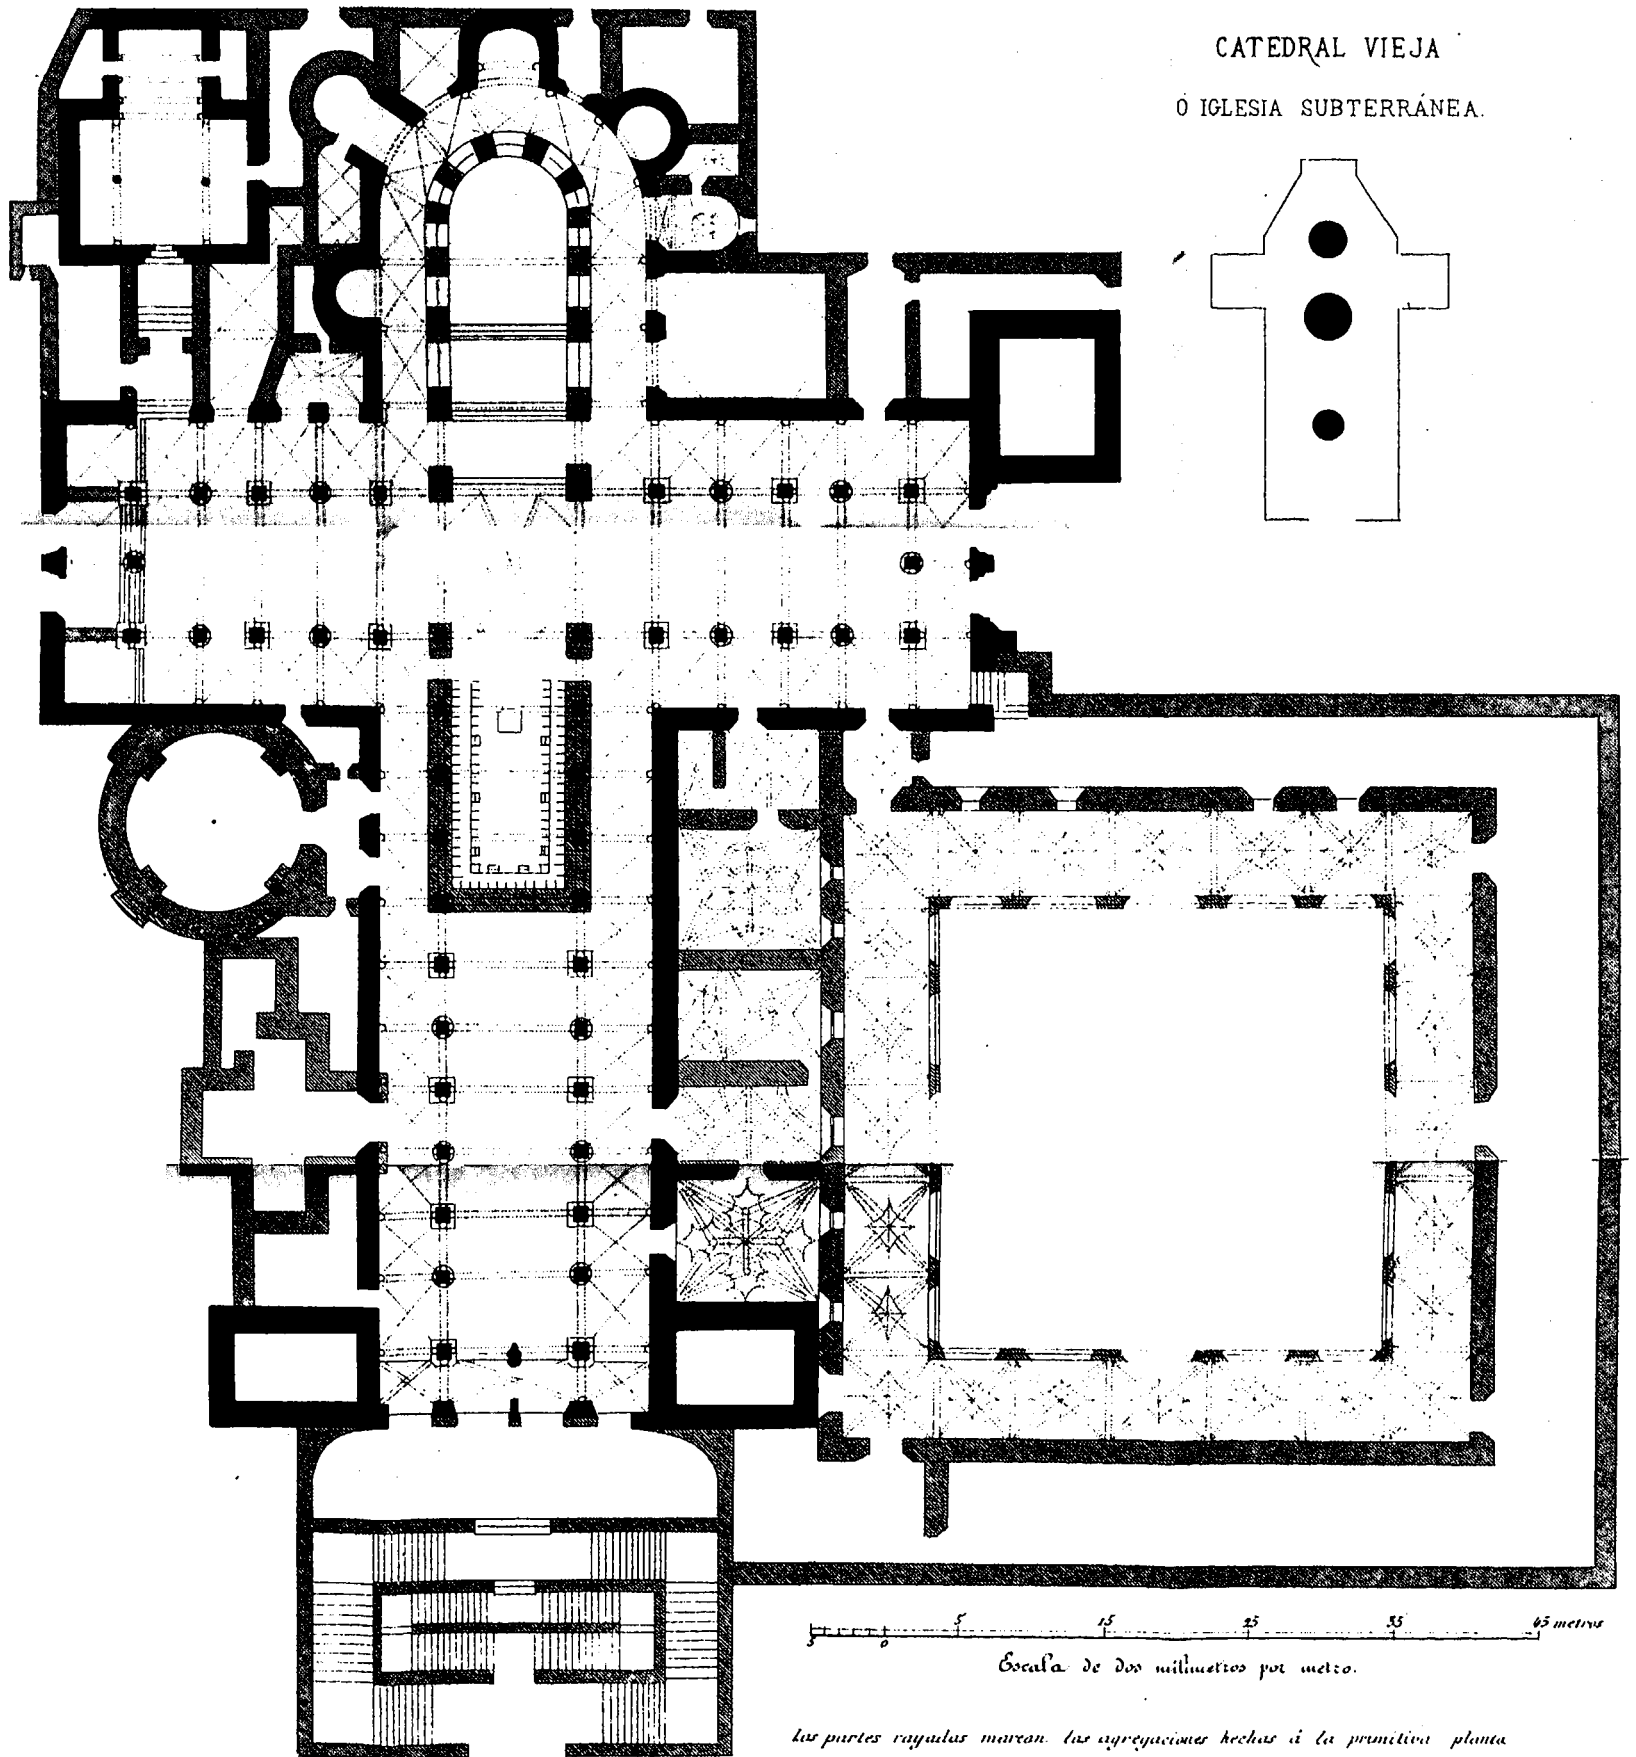 CATEDRAL VIEJA
Ó IGLESIA SUBTERRÁNEA.
5 0 5 15 25 35 45 metros
Escala de dos milimetros por metro.
Las partes rayadas marcan las agregaciones hechas á la primitiva planta